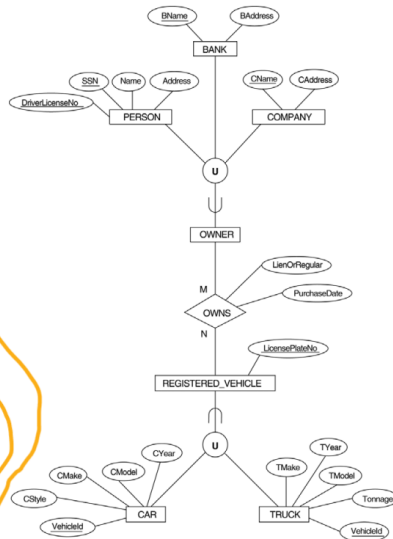 BName
BAddress
BANK
SSN
Name
Address
CName
CAddress
DriverLicenseNo
PERSON
COMPANY
U
OWNER
LienOrRegular
M
PurchaseDate
OWNS
N
LicensePlateNo
REGISTERED_VEHICLE
U
CYear
TYear
CModel
TMake
CMake
TModel
CStyle
Tonnage
CAR
TRUCK
VehicleId
VehicleId